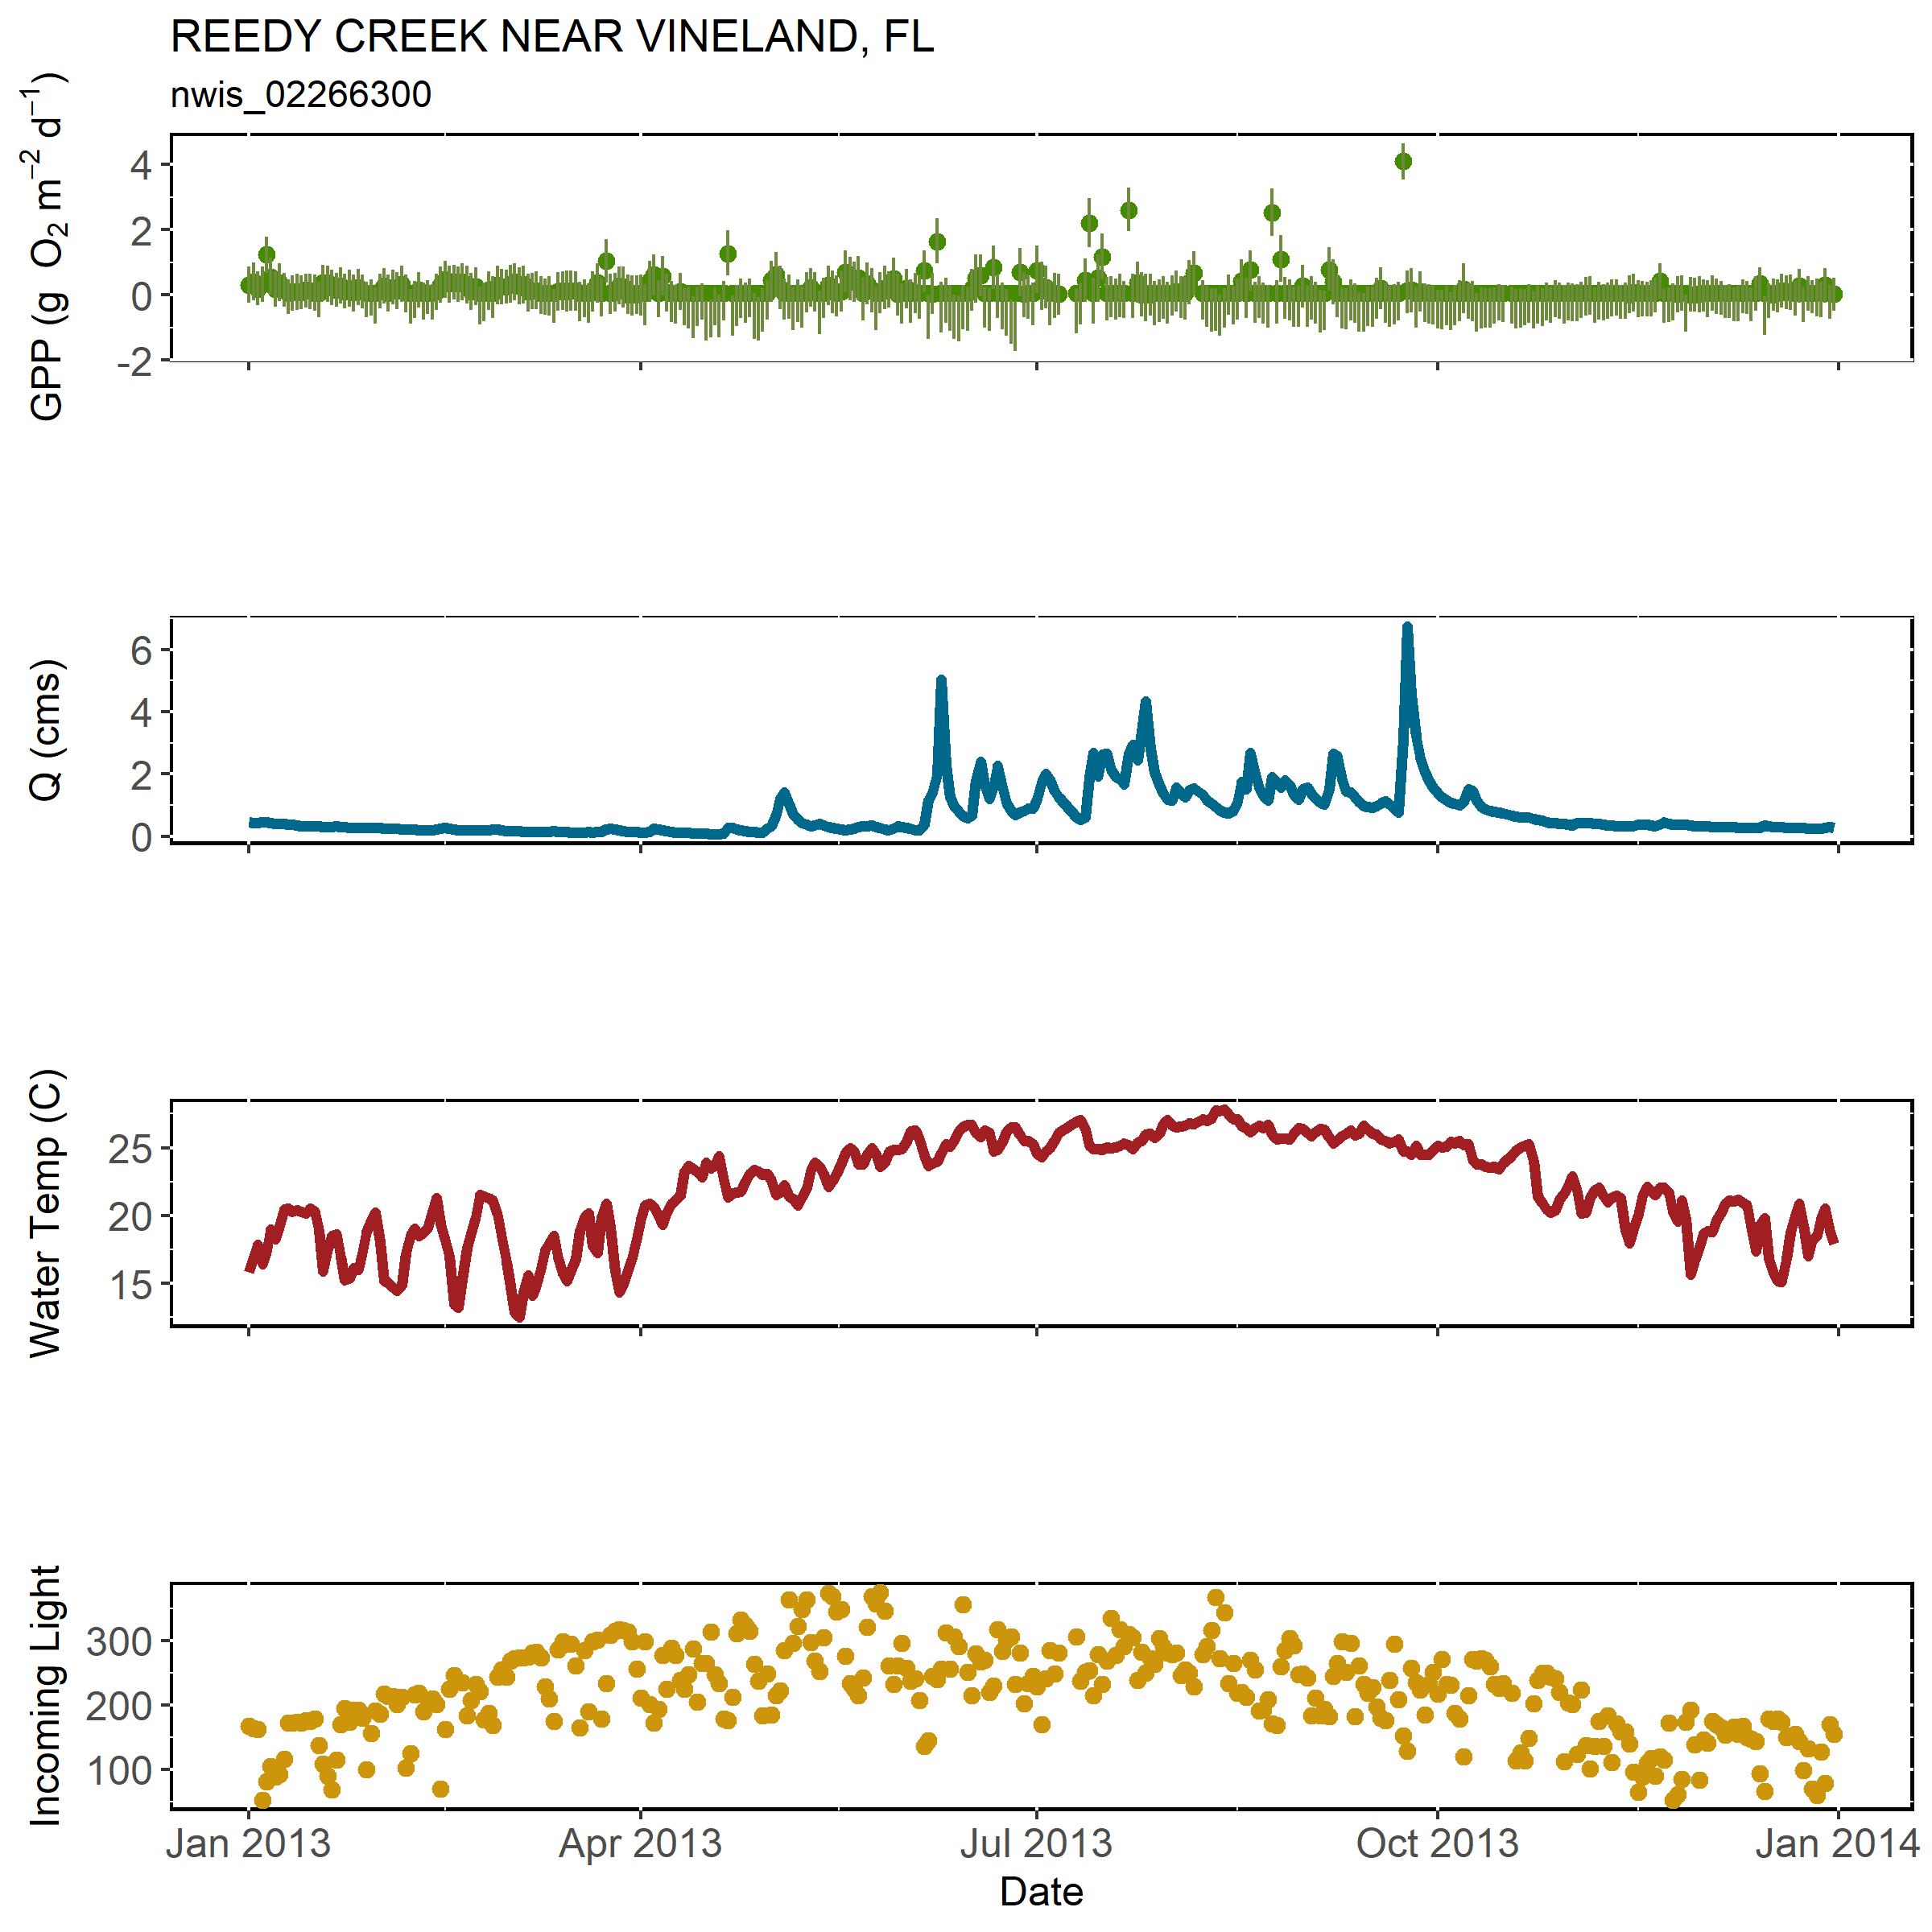 REEDY CREEK NEAR VINELAND, FL
nwis_02266300
GPP (g O₂ m⁻² d⁻¹)
4
2
0
-2
Q (cms)
6
4
2
0
Water Temp (C)
25
20
15
Incoming Light
300
200
100
Jan 2013 Apr 2013 Jul 2013 Oct 2013 Jan 2014
Date